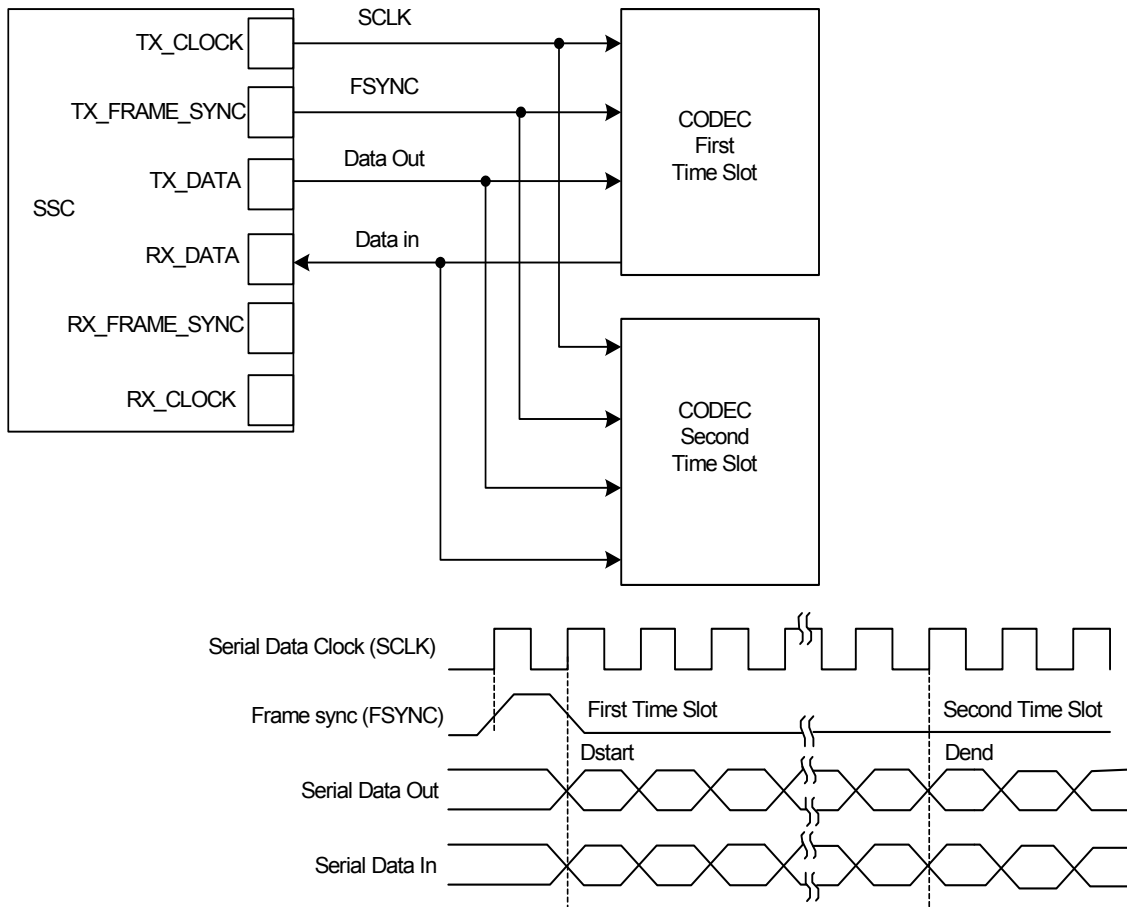 SSC
TX_CLOCK
TX_FRAME_SYNC
TX_DATA
RX_DATA
RX_FRAME_SYNC
RX_CLOCK
SCLK
FSYNC
Data Out
Data in
CODEC
First
Time Slot
CODEC
Second
Time Slot
Serial Data Clock (SCLK)
Frame sync (FSYNC)
First Time Slot
Second Time Slot
Dstart
Dend
Serial Data Out
Serial Data In